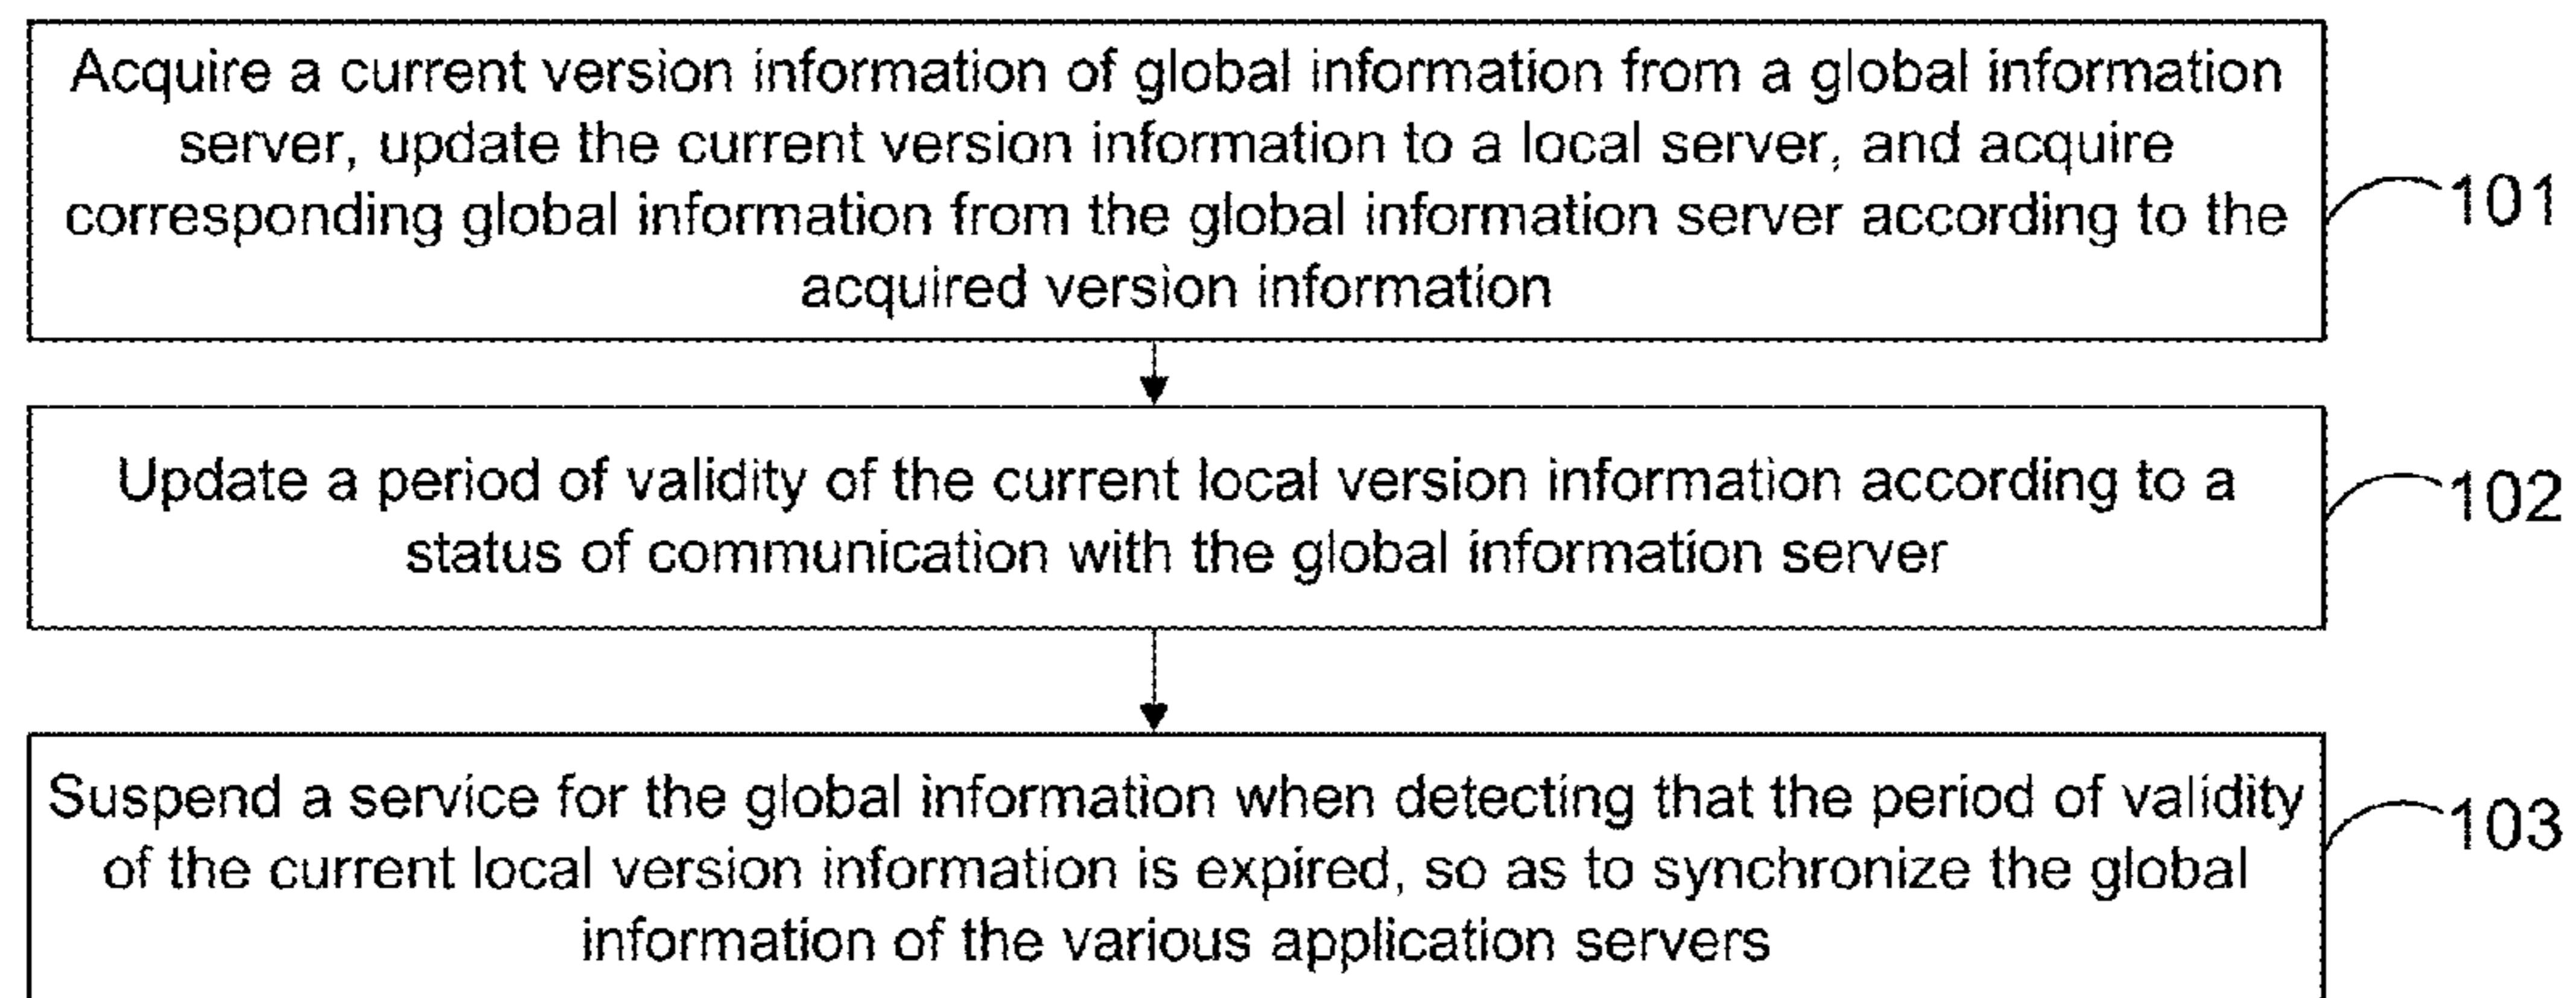 Acquire a current version information of global information from a global information
server, update the current version information to a local server, and acquire
corresponding global information from the global information server according to the
acquired version information
101
Update a period of validity of the current local version information according to a
status of communication with the global information server
102
Suspend a service for the global information when detecting that the period of validity
of the current local version information is expired, so as to synchronize the global
information of the various application servers
103